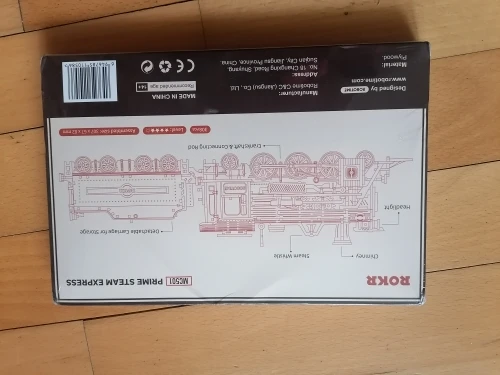 ROKR
MC501 PRIME STEAM EXPRESS
Chimney
Steam Whistle
Headlight
Detachable Carriage for Storage
Crankshaft & Connecting Rod
Designed by ROBOTIME
www.robotime.com
Material:
Plywood.
Manufacturer:
Robotime C&C (Jiangsu) Co., Ltd.
Address:
No. 18 Changxing Road, Shuyang,
Suqian City, Jiangsu Province, China
MADE IN CHINA
Recommended age 14+
CE